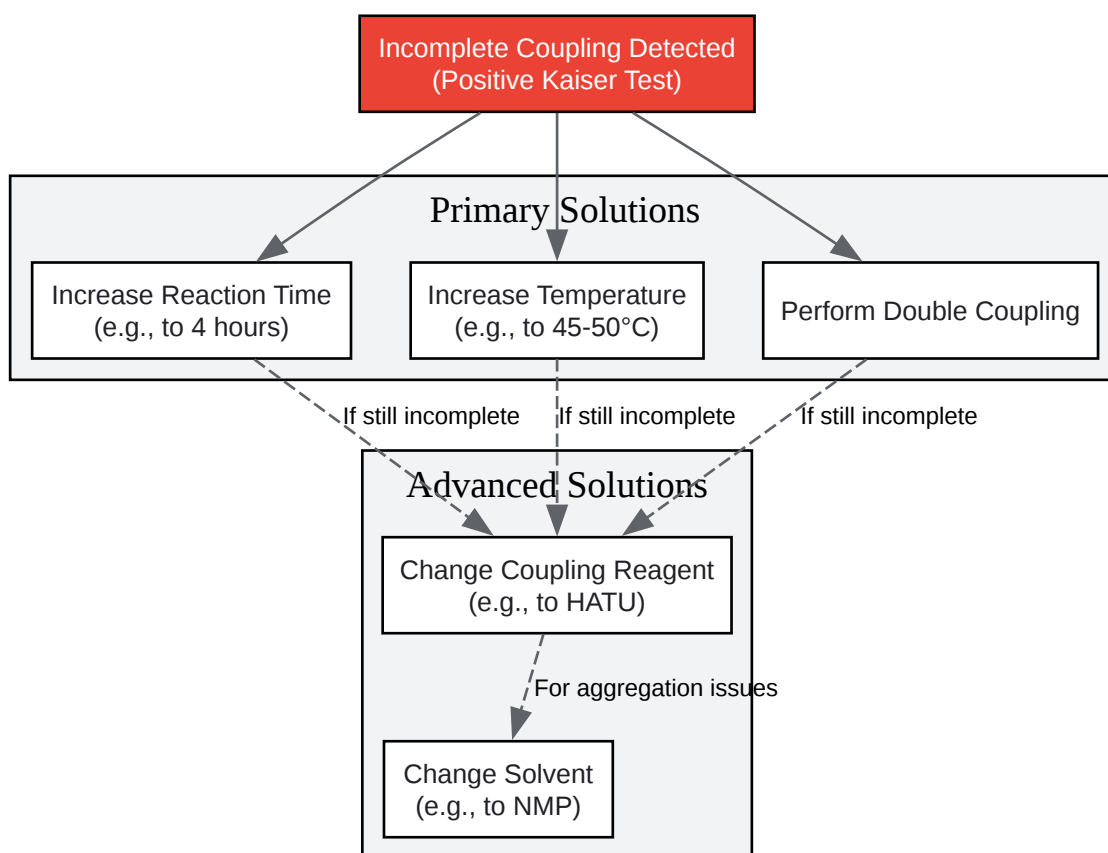 Incomplete Coupling Detected
(Positive Kaiser Test)
Primary Solutions
Increase Reaction Time
(e.g., to 4 hours)
Increase Temperature
(e.g., to 45-50°C)
Perform Double Coupling
If still incomplete
If still incomplete
If still incomplete
Advanced Solutions
Change Coupling Reagent
(e.g., to HATU)
For aggregation issues
Change Solvent
(e.g., to NMP)